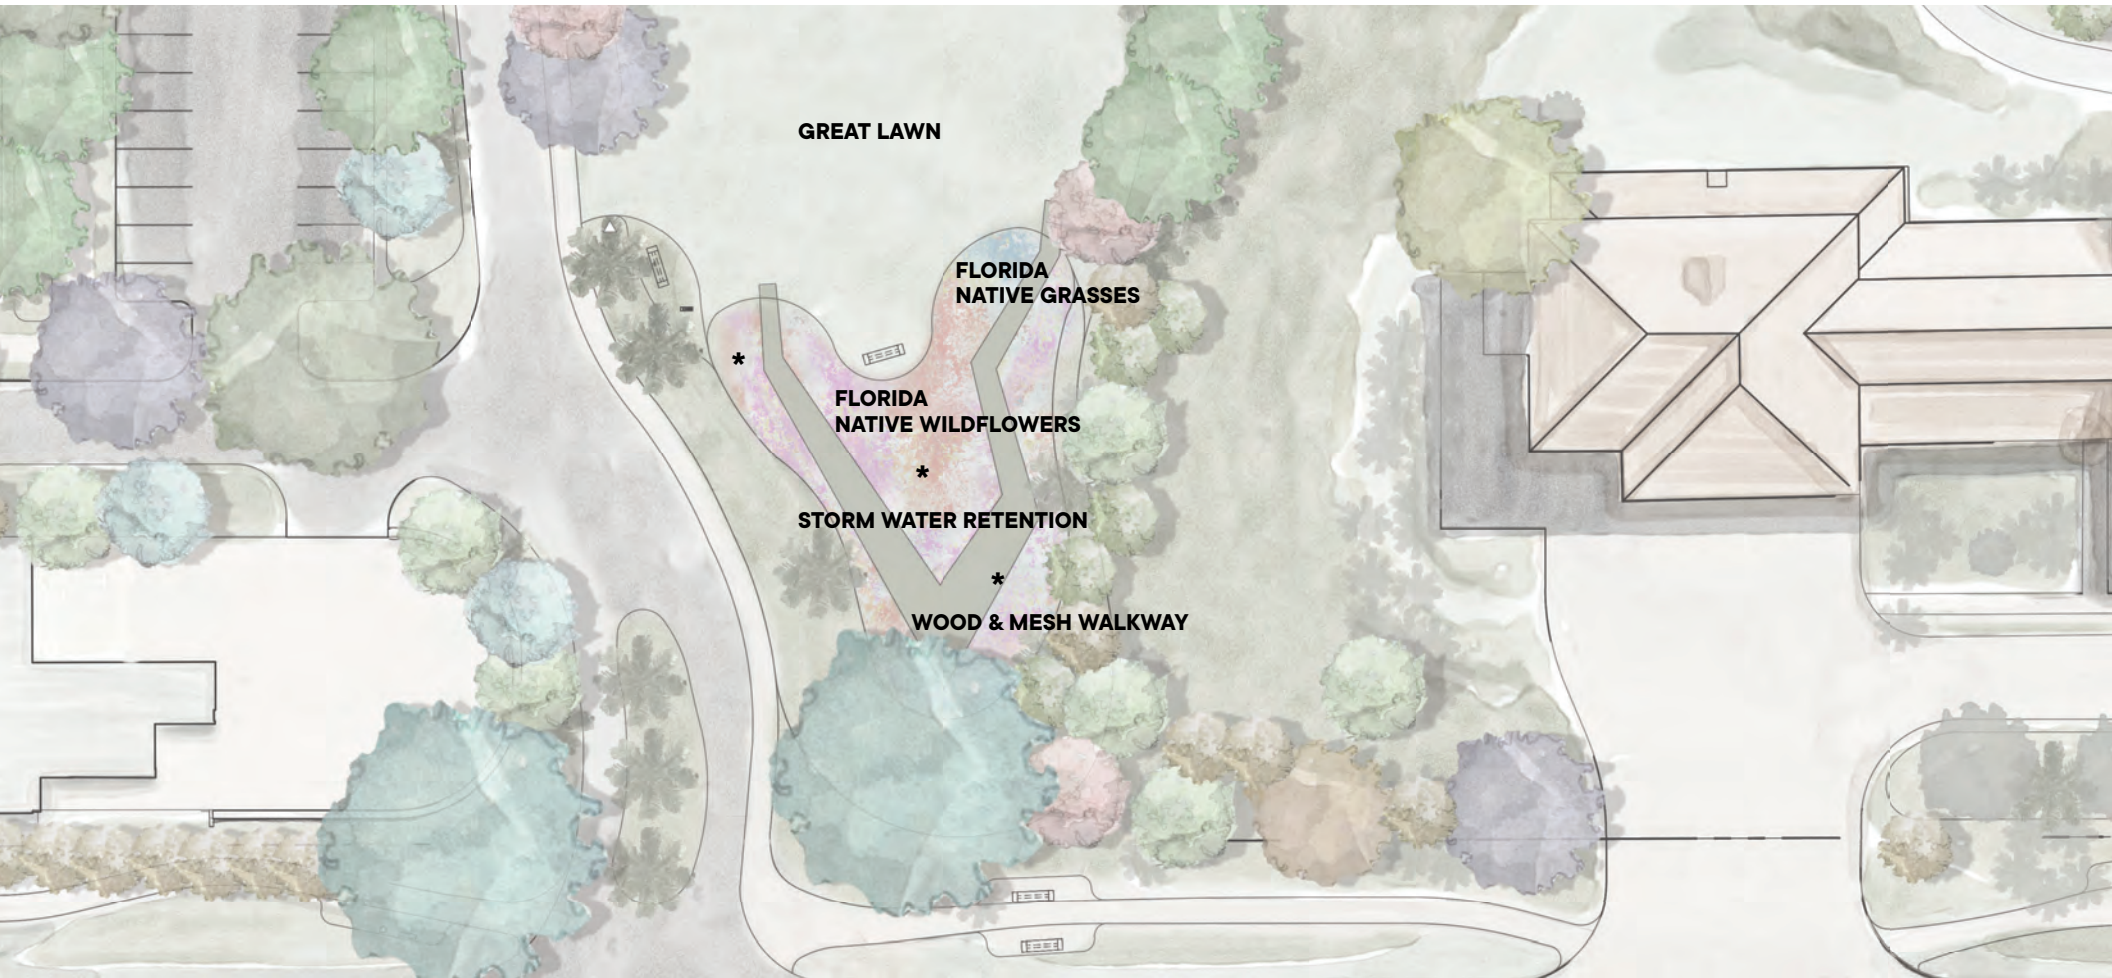 GREAT LAWN
FLORIDA
NATIVE GRASSES
*
FLORIDA
NATIVE WILDFLOWERS
*
STORM WATER RETENTION
*
WOOD & MESH WALKWAY